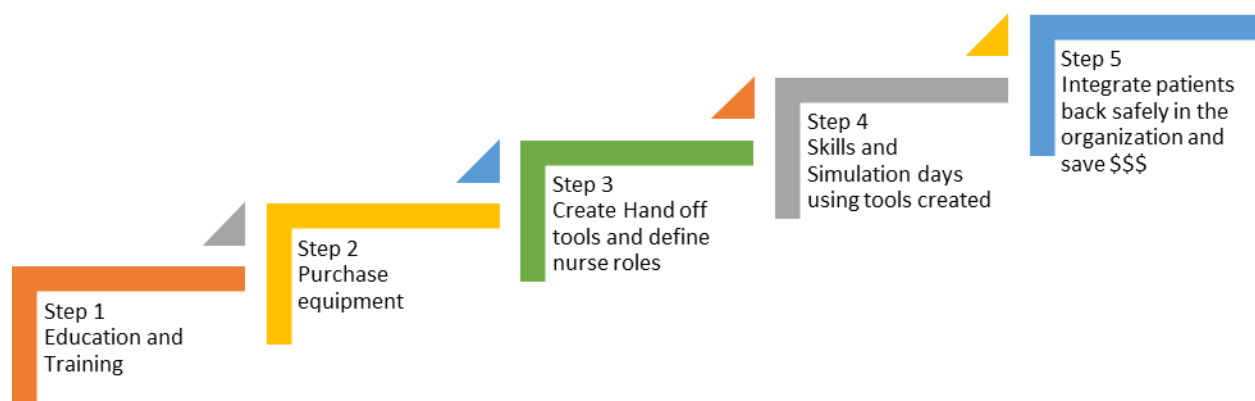 Step 1
Education and
Training
Step 2
Purchase
equipment
Step 3
Create Hand off
tools and define
nurse roles
Step 4
Skills and
Simulation days
using tools created
Step 5
Integrate patients
back safely in the
organization and
save $$$